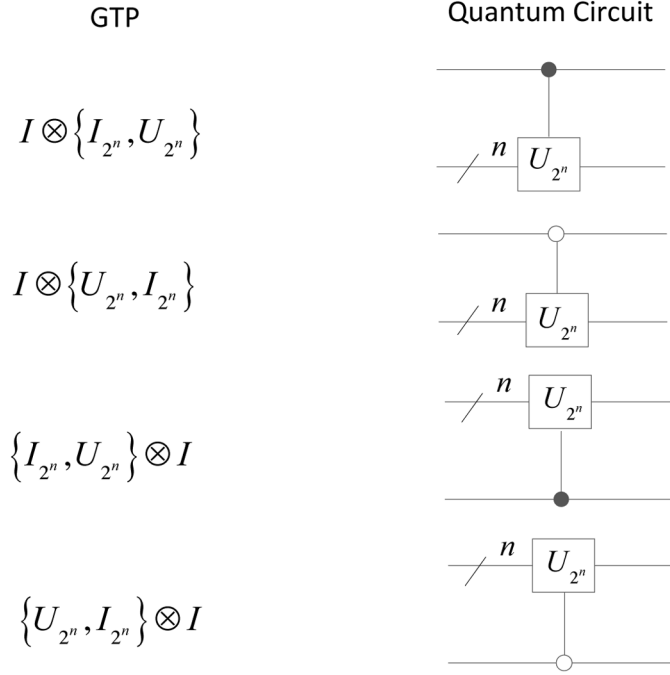 GTP Quantum Circuit
I ⊗ {I_{2^n}, U_{2^n}}
n U_{2^n}
I ⊗ {U_{2^n}, I_{2^n}}
n U_{2^n}
n U_{2^n}
{I_{2^n}, U_{2^n}} ⊗ I
n U_{2^n}
{U_{2^n}, I_{2^n}} ⊗ I